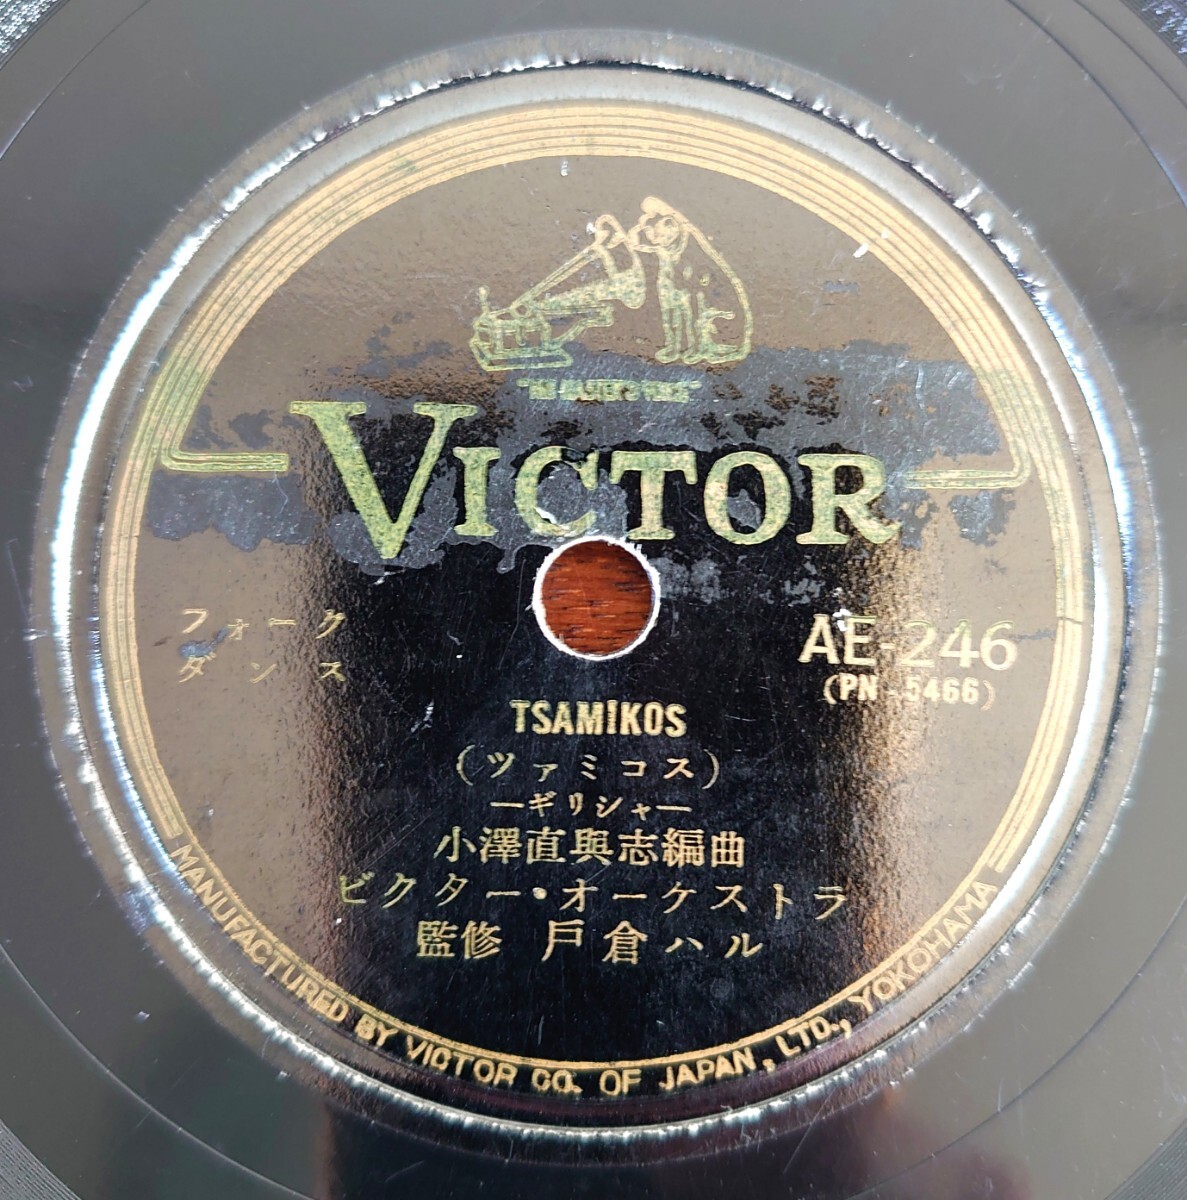 "HIS MASTER'S VOICE"
VICTOR
フォーク
ダンス
AE-246
(PN-5466)
TSAMIKOS
(ツァミコス)
―ギリシャ―
小澤直與志編曲
ビクター・オーケストラ
監修 戸倉ハル
MANUFACTURED BY VICTOR CO. OF JAPAN, LTD., YOKOHAMA